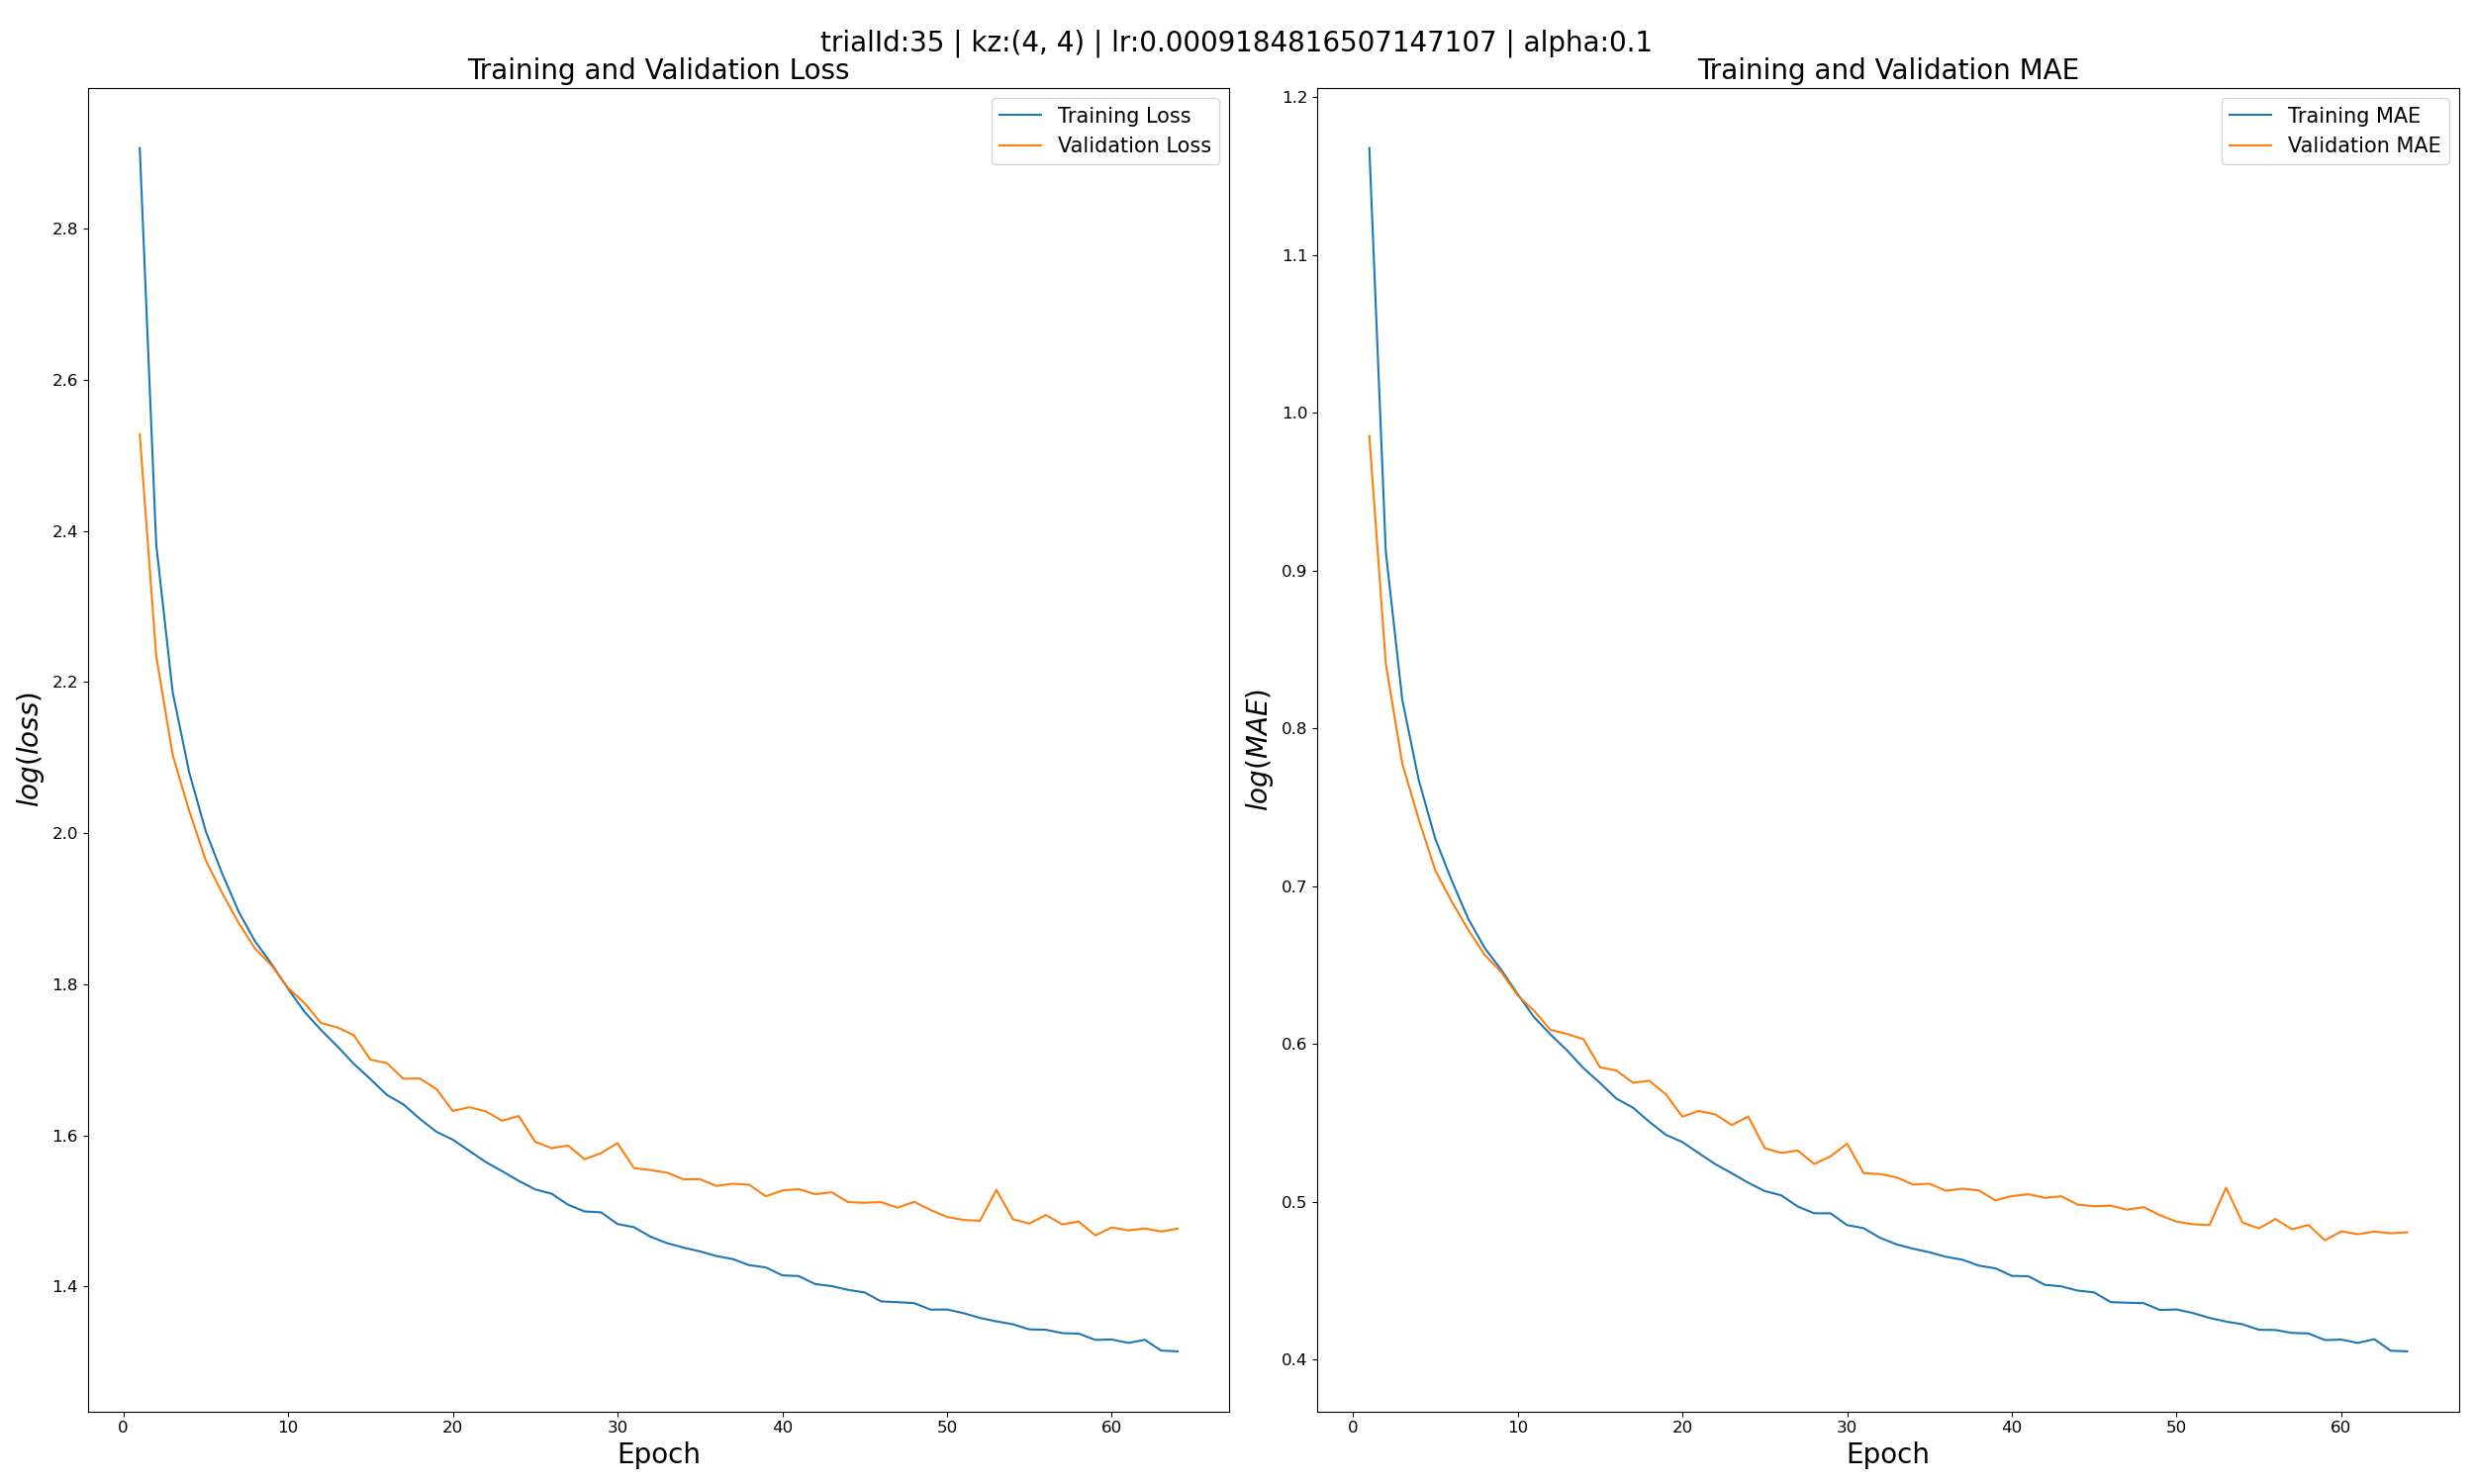 trialId:35 | kz:(4, 4) | lr:0.0009184816507147107 | alpha:0.1
Training and Validation Loss
Training Loss
Validation Loss
2.8
2.6
2.4
2.2
2.0
1.8
1.6
1.4
log(loss)
0 10 20 30 40 50 60
Epoch
Training and Validation MAE
Training MAE
Validation MAE
1.2
1.1
1.0
0.9
0.8
0.7
0.6
0.5
0.4
log(MAE)
0 10 20 30 40 50 60
Epoch